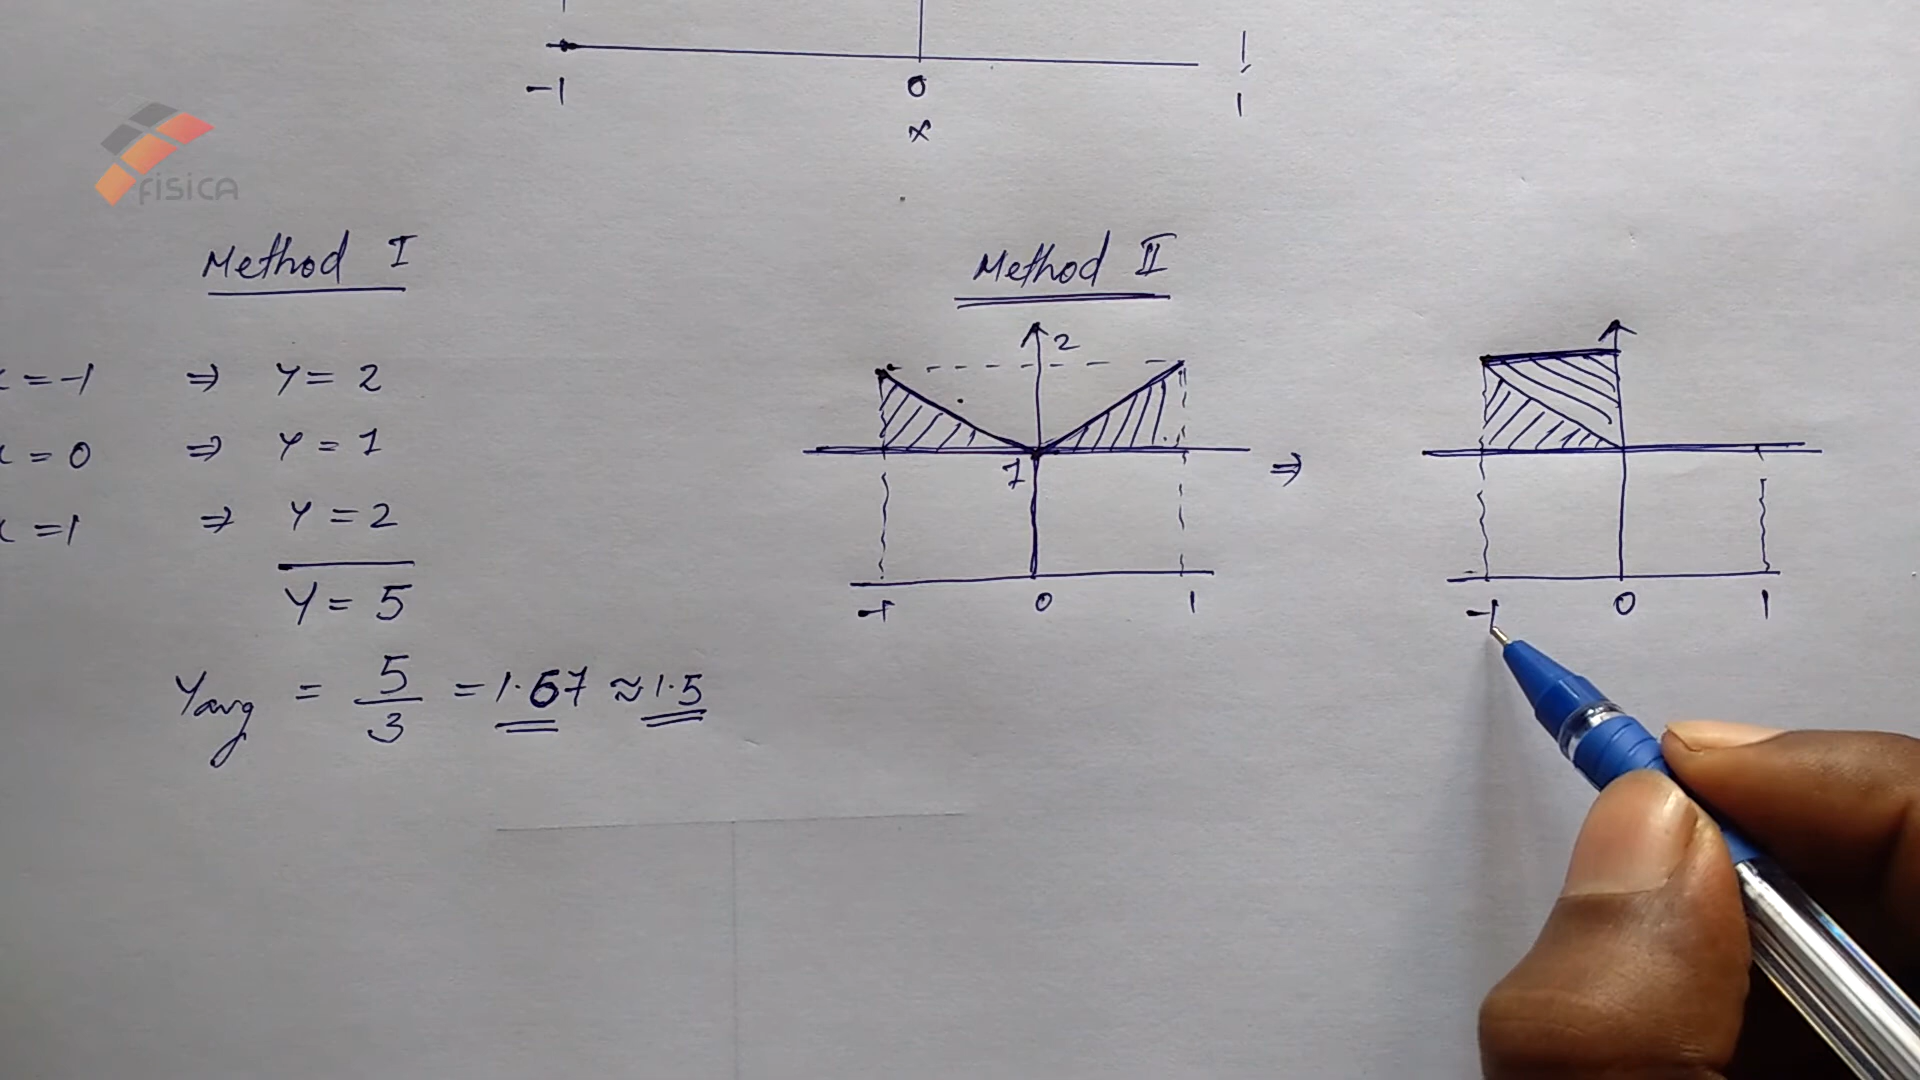 -1 0 1
x
FISICA
Method I
x = -1 ⇒ Y = 2
x = 0 ⇒ Y = 1
x = 1 ⇒ Y = 2
Y = 5
Yavg = 5/3 = 1.67 ≈ 1.5
Method II
2
1 ⇒
-1 0 1
-1 0 1